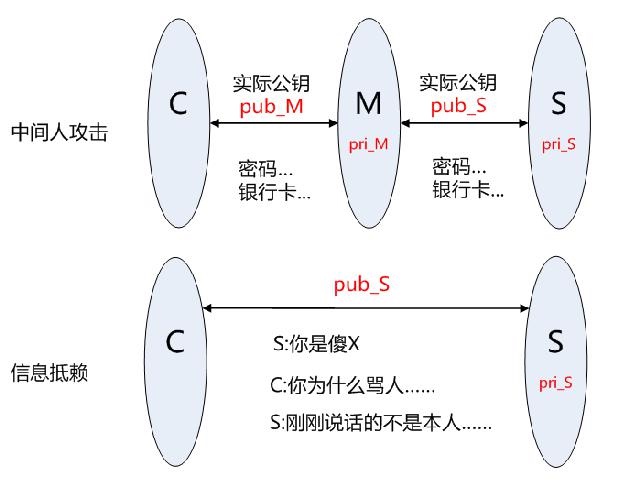 C
实际公钥
pub_M
M
pri_M
实际公钥
pub_S
S
pri_S
中间人攻击
密码...
银行卡...
密码...
银行卡...
pub_S
C
S
pri_S
信息抵赖
S:你是傻X
C:你为什么骂人......
S:刚刚说话的不是本人......